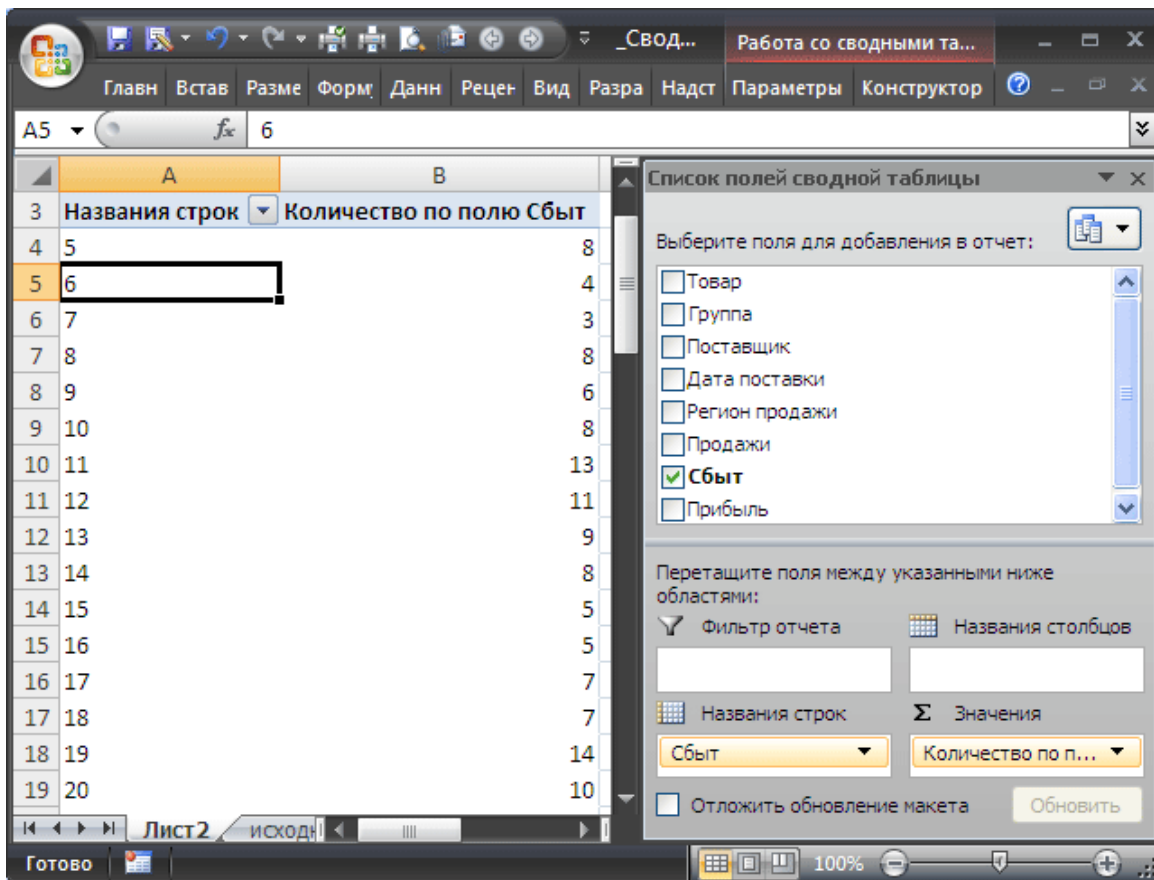 _Свод... Работа со сводными та...
Главн Встав Разме Форму Данн Рецен Вид Разра Надст Параметры Конструктор
A5 fx 6
A B
3 Названия строк Количество по полю Сбыт
4 5 8
5 6 4
6 7 3
7 8 8
8 9 6
9 10 8
10 11 13
11 12 11
12 13 9
13 14 8
14 15 5
15 16 5
16 17 7
17 18 7
18 19 14
19 20 10
Лист2 исходн
Готово 100%
Список полей сводной таблицы
Выберите поля для добавления в отчет:
Товар
Группа
Поставщик
Дата поставки
Регион продажи
Продажи
Сбыт
Прибыль
Перетащите поля между указанными ниже
областями:
Фильтр отчета Названия столбцов
Названия строк Σ Значения
Сбыт Количество по п...
Отложить обновление макета Обновить